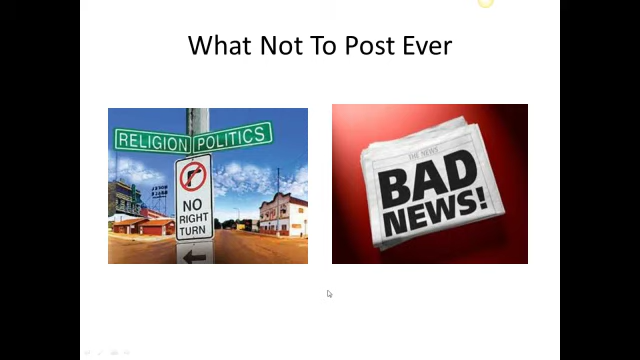 What Not To Post Ever
RELIGION POLITICS
NO
RIGHT
TURN
THE NEWS
BAD
NEWS!